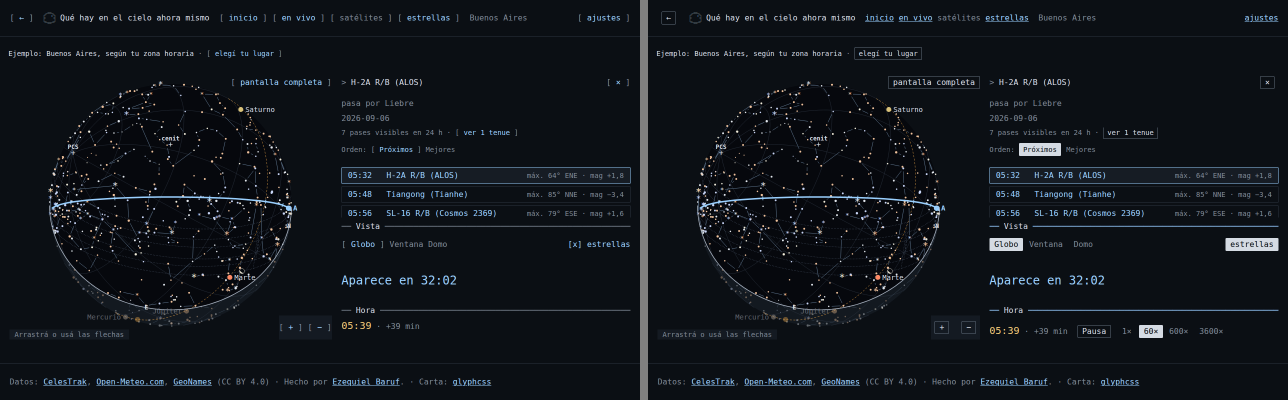 [ ← ] Qué hay en el cielo ahora mismo [ inicio ] [ en vivo ] [ satélites ] [ estrellas ] Buenos Aires [ ajustes ]
Ejemplo: Buenos Aires, según tu zona horaria · [ elegí tu lugar ]
[ pantalla completa ]
Saturno
cenit
PCS
A
Marte
E
Júpiter
Mercurio
Arrastrá o usá las flechas
[ + ] [ − ]
> H-2A R/B (ALOS) [ × ]
pasa por Liebre
2026-09-06
7 pases visibles en 24 h · [ ver 1 tenue ]
Orden: [ Próximos ] Mejores
05:32 H-2A R/B (ALOS) máx. 64° ENE · mag +1,8
05:48 Tiangong (Tianhe) máx. 85° NNE · mag −3,4
05:56 SL-16 R/B (Cosmos 2369) máx. 79° ESE · mag +1,6
Vista
[ Globo ] Ventana Domo [x] estrellas
Aparece en 32:02
Hora
05:39 · +39 min
Datos: CelesTrak, Open-Meteo.com, GeoNames (CC BY 4.0) · Hecho por Ezequiel Baruf. · Carta: glyphcss
← Qué hay en el cielo ahora mismo inicio en vivo satélites estrellas Buenos Aires ajustes
Ejemplo: Buenos Aires, según tu zona horaria · elegí tu lugar
pantalla completa
Saturno
cenit
PCS
A
Marte
E
Júpiter
Mercurio
Arrastrá o usá las flechas
+ −
> H-2A R/B (ALOS) ×
pasa por Liebre
2026-09-06
7 pases visibles en 24 h · ver 1 tenue
Orden: Próximos Mejores
05:32 H-2A R/B (ALOS) máx. 64° ENE · mag +1,8
05:48 Tiangong (Tianhe) máx. 85° NNE · mag −3,4
05:56 SL-16 R/B (Cosmos 2369) máx. 79° ESE · mag +1,6
Vista
Globo Ventana Domo estrellas
Aparece en 32:02
Hora
05:39 · +39 min Pausa 1× 60× 600× 3600×
Datos: CelesTrak, Open-Meteo.com, GeoNames (CC BY 4.0) · Hecho por Ezequiel Baruf. · Carta: glyphcss